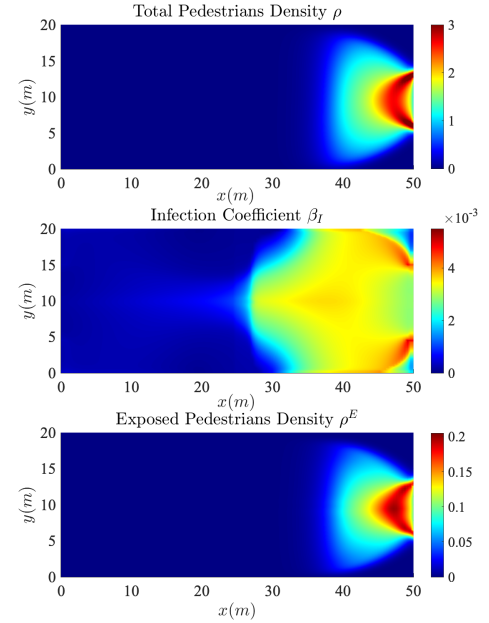 Total Pedestrians Density ρ
20
15
10
5
0
y(m)
0 10 20 30 40 50
x(m)
3
2
1
0
Infection Coefficient β_I
×10⁻³
20
15
10
5
0
y(m)
0 10 20 30 40 50
x(m)
4
2
0
Exposed Pedestrians Density ρ^E
20
15
10
5
0
y(m)
0 10 20 30 40 50
x(m)
0.2
0.15
0.1
0.05
0